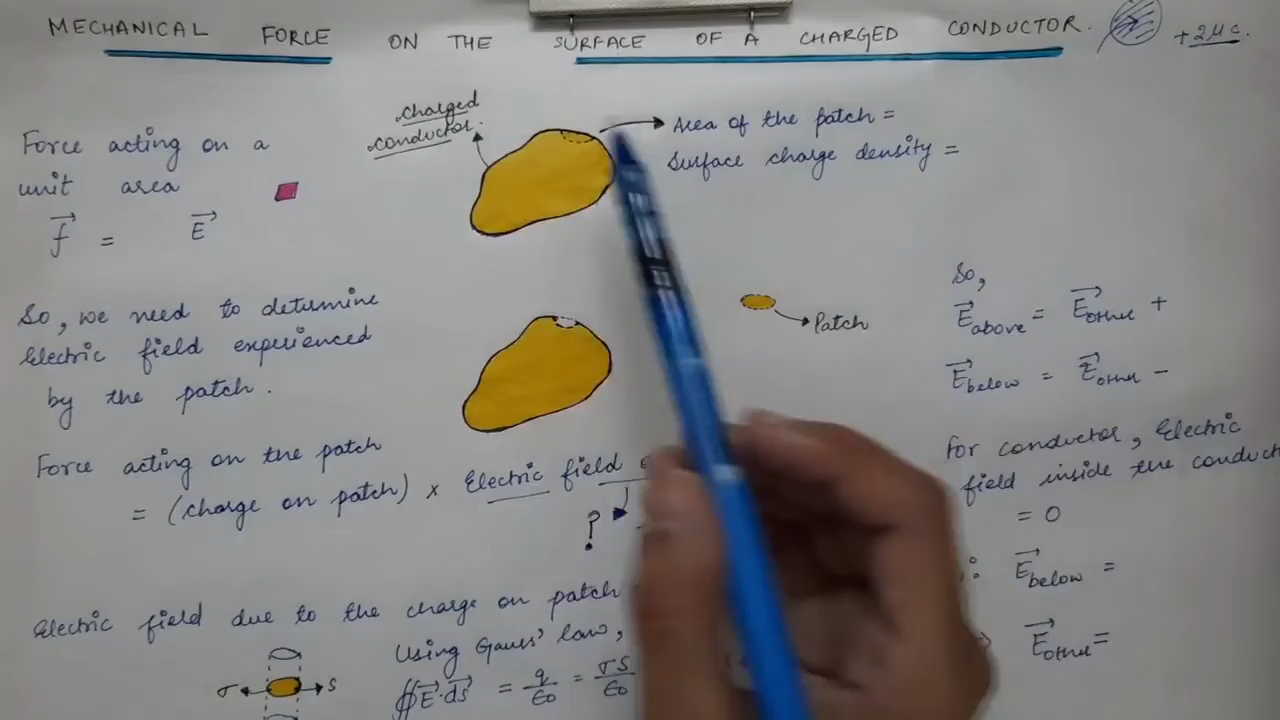 MECHANICAL FORCE ON THE SURFACE OF A CHARGED CONDUCTOR.
+2μc.
Force acting on a
unit area
f⃗ = E⃗
charged
conductor.
Area of the patch =
Surface charge density =
So, we need to determine
Electric field experienced
by the patch.
Patch
So,
E⃗above = E⃗other +
E⃗below = E⃗other −
Force acting on the patch
= (charge on patch) × Electric field
?
For conductor, Electric
field inside the
= 0
E⃗below =
E⃗other =
Electric field due to the charge on patch
Using Gauss' law,
σ S
∯E⃗·ds⃗ = q/ε0 = σS/ε0